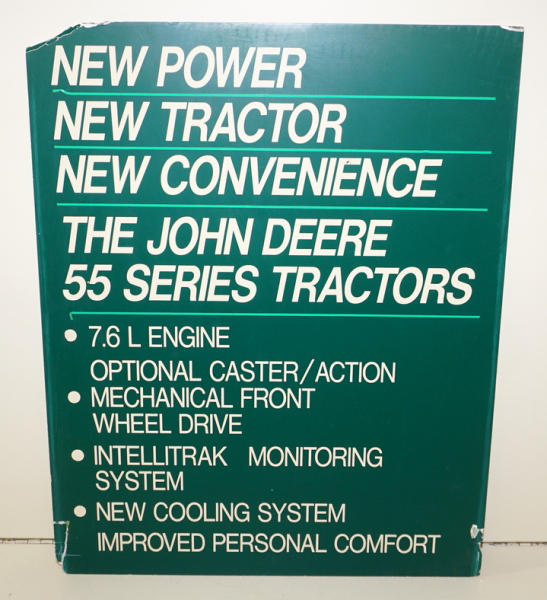 NEW POWER
NEW TRACTOR
NEW CONVENIENCE
THE JOHN DEERE
55 SERIES TRACTORS
• 7.6 L ENGINE
OPTIONAL CASTER/ACTION
• MECHANICAL FRONT
WHEEL DRIVE
• INTELLITRAK MONITORING
SYSTEM
• NEW COOLING SYSTEM
IMPROVED PERSONAL COMFORT